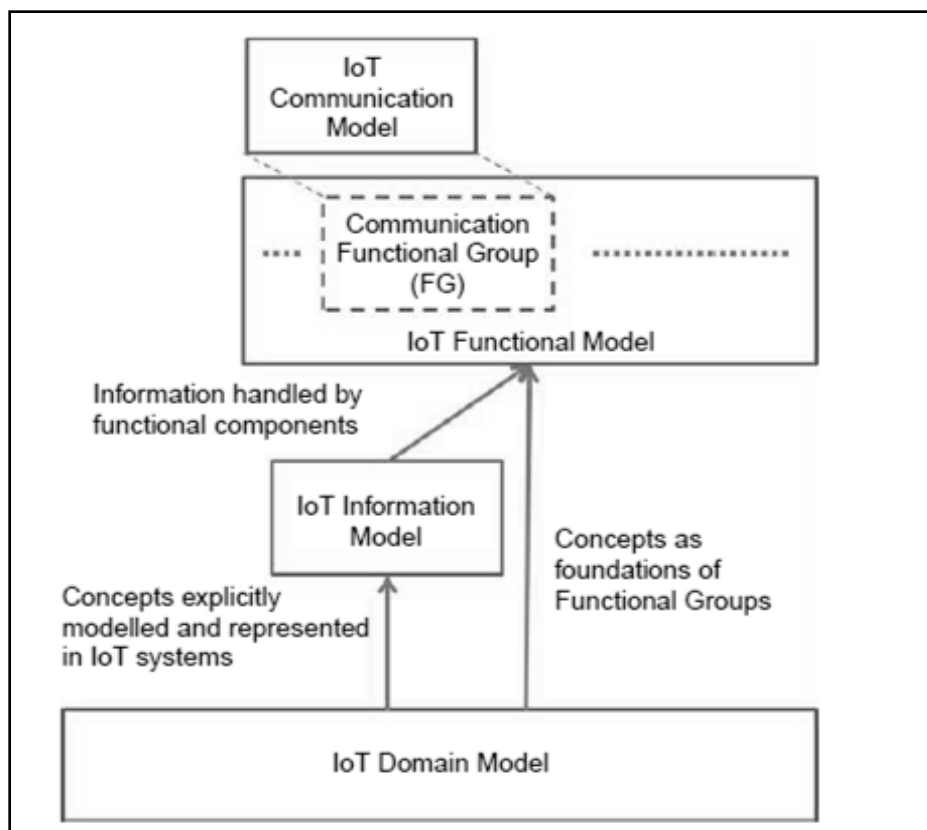 IoT
Communication
Model
Communication
Functional Group
(FG)
IoT Functional Model
Information handled by
functional components
IoT Information
Model
Concepts as
foundations of
Functional Groups
Concepts explicitly
modelled and represented
in IoT systems
IoT Domain Model